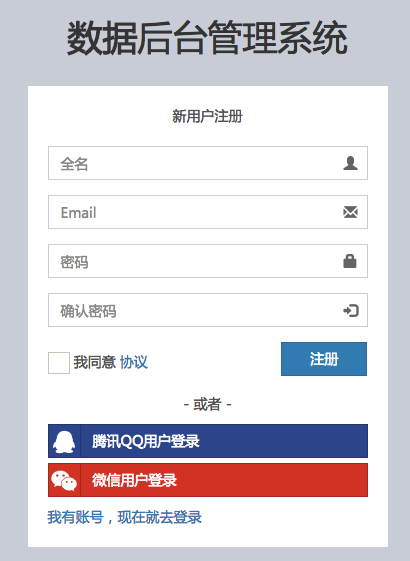 数据后台管理系统
新用户注册
全名
Email
密码
确认密码
我同意 协议
注册
- 或者 -
腾讯QQ用户登录
微信用户登录
我有账号，现在就去登录